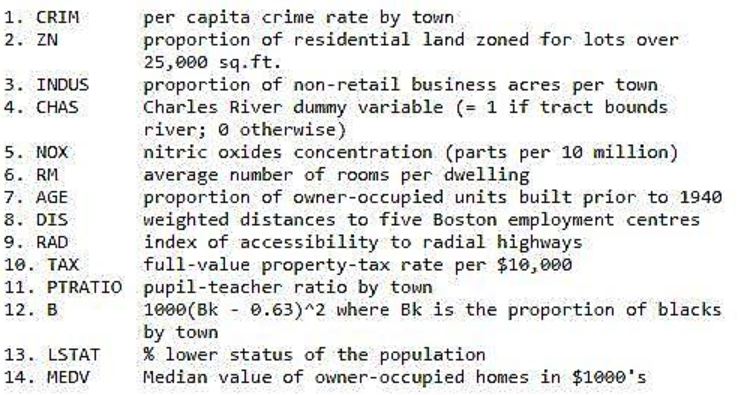 1. CRIM per capita crime rate by town
2. ZN proportion of residential land zoned for lots over
25,000 sq.ft.
3. INDUS proportion of non-retail business acres per town
4. CHAS Charles River dummy variable (= 1 if tract bounds
river; 0 otherwise)
5. NOX nitric oxides concentration (parts per 10 million)
6. RM average number of rooms per dwelling
7. AGE proportion of owner-occupied units built prior to 1940
8. DIS weighted distances to five Boston employment centres
9. RAD index of accessibility to radial highways
10. TAX full-value property-tax rate per $10,000
11. PTRATIO pupil-teacher ratio by town
12. B 1000(Bk - 0.63)^2 where Bk is the proportion of blacks
by town
13. LSTAT % lower status of the population
14. MEDV Median value of owner-occupied homes in $1000's